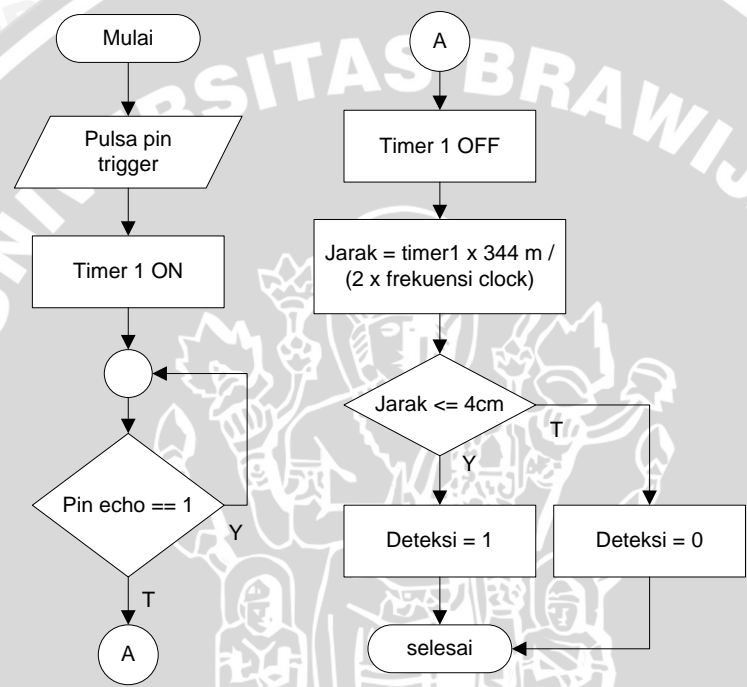 UNIVERSITAS BRAWIJ
Mulai
Pulsa pin
trigger
Timer 1 ON
Pin echo == 1
Y
T
A
A
Timer 1 OFF
Jarak = timer1 x 344 m /
(2 x frekuensi clock)
Jarak <= 4cm
T
Y
Deteksi = 1
Deteksi = 0
selesai